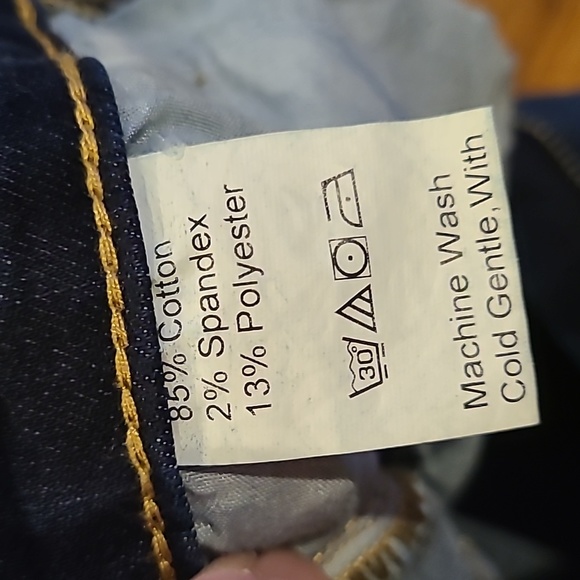 85% Cotton
2% Spandex
13% Polyester
30°
Machine Wash
Cold Gentle,With